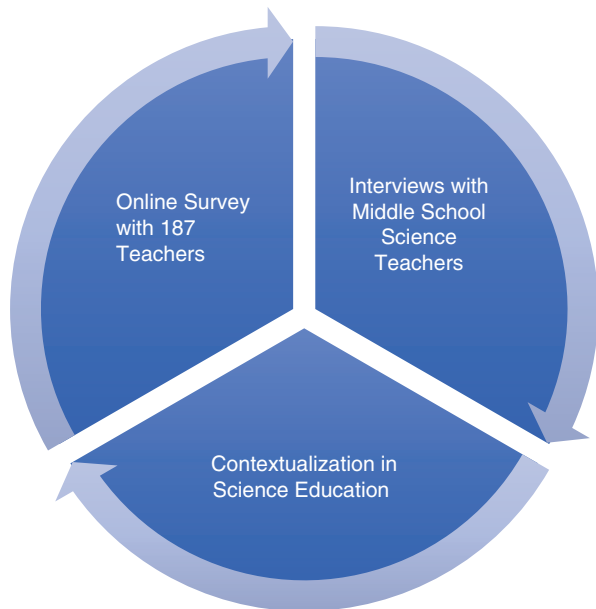 Online Survey
with 187
Teachers
Interviews with
Middle School
Science
Teachers
Contextualization in
Science Education